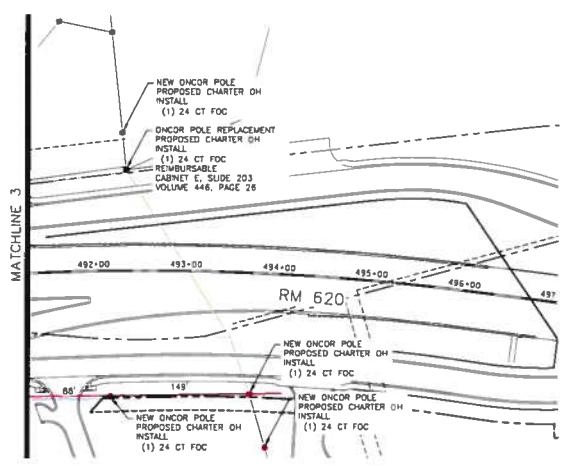 NEW ONCOR POLE
PROPOSED CHARTER OH
INSTALL
(1) 24 CT FOC
ONCOR POLE REPLACEMENT
PROPOSED CHARTER OH
INSTALL
(1) 24 CT FOC
REIMBURSABLE
CABINET E, SLIDE 203
VOLUME 446, PAGE 26
MATCHLINE 3
492+00
493+00
494+00
495+00
496+00
497
RM 620
NEW ONCOR POLE
PROPOSED CHARTER OH
INSTALL
(1) 24 CT FOC
68'
149'
NEW ONCOR POLE
PROPOSED CHARTER OH
INSTALL
(1) 24 CT FOC
NEW ONCOR POLE
PROPOSED CHARTER OH
INSTALL
(1) 24 CT FOC